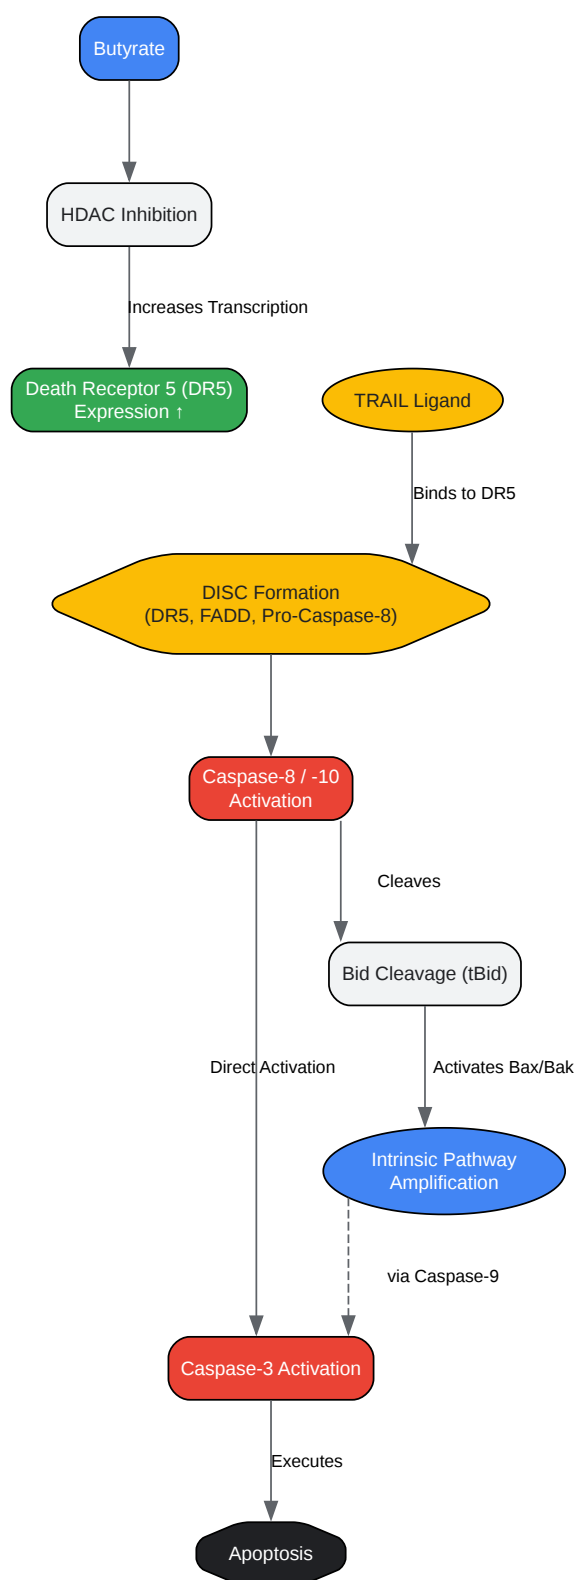 Butyrate
HDAC Inhibition
Increases Transcription
Death Receptor 5 (DR5)
Expression ↑
TRAIL Ligand
Binds to DR5
DISC Formation
(DR5, FADD, Pro-Caspase-8)
Caspase-8 / -10
Activation
Cleaves
Bid Cleavage (tBid)
Direct Activation
Activates Bax/Bak
Intrinsic Pathway
Amplification
via Caspase-9
Caspase-3 Activation
Executes
Apoptosis